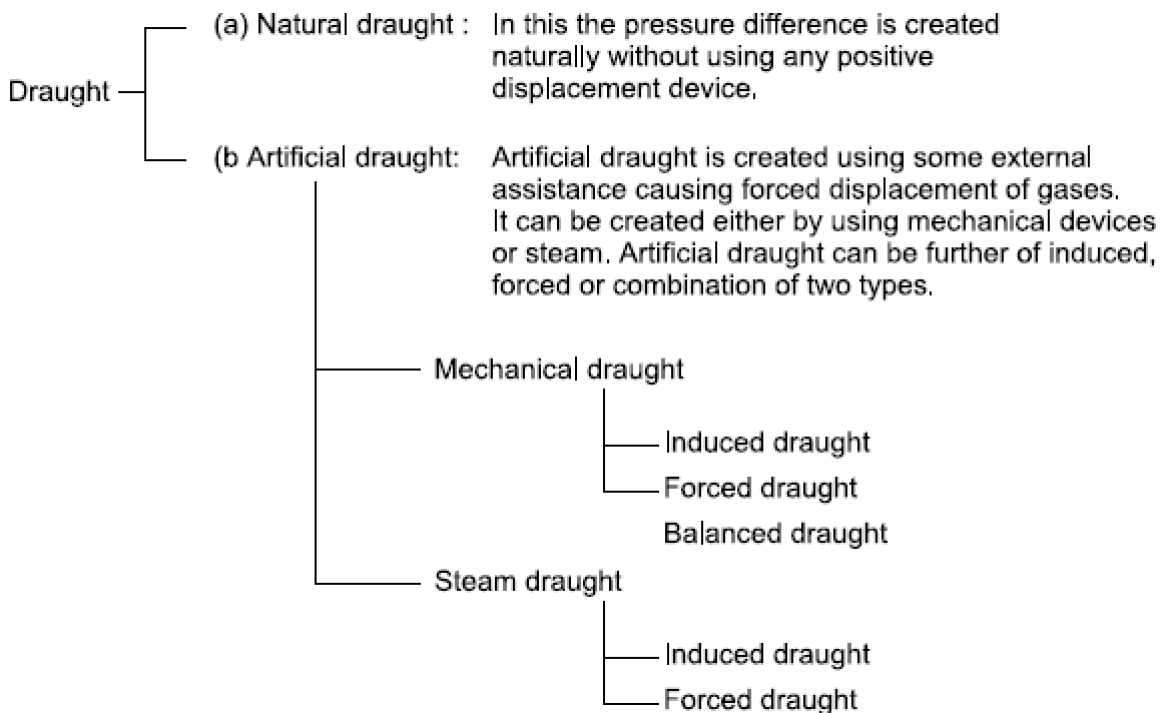 (a) Natural draught : In this the pressure difference is created
naturally without using any positive
displacement device.
Draught
(b Artificial draught: Artificial draught is created using some external
assistance causing forced displacement of gases.
It can be created either by using mechanical devices
or steam. Artificial draught can be further of induced,
forced or combination of two types.
Mechanical draught
Induced draught
Forced draught
Balanced draught
Steam draught
Induced draught
Forced draught